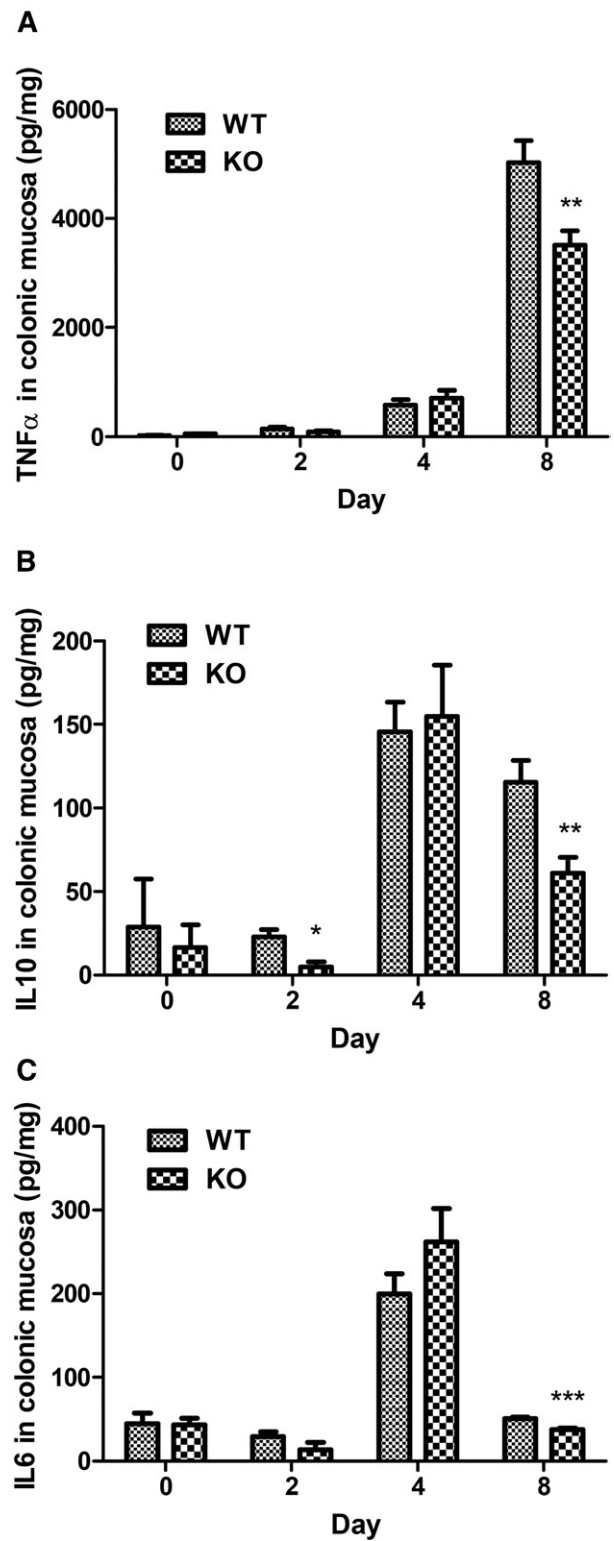 A
TNFα in colonic mucosa (pg/mg)
6000
4000
2000
0
WT
KO
**
0 2 4 8
Day
B
IL10 in colonic mucosa (pg/mg)
200
150
100
50
0
WT
KO
*
**
0 2 4 8
Day
C
IL6 in colonic mucosa (pg/mg)
400
300
200
100
0
WT
KO
***
0 2 4 8
Day